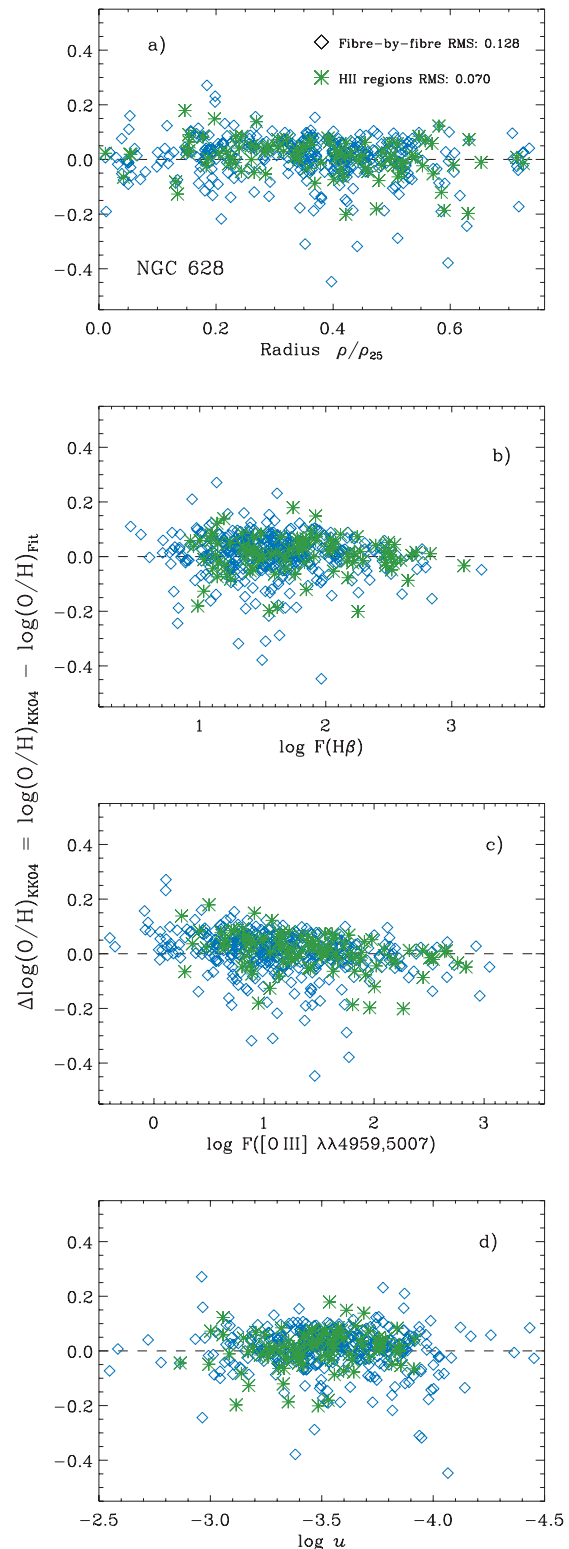 a)
Fibre-by-fibre RMS: 0.128
HII regions RMS: 0.070
NGC 628
0.4
0.2
0.0
−0.2
−0.4
0.0 0.2 0.4 0.6
Radius ρ/ρ25
b)
0.4
0.2
0.0
−0.2
−0.4
1 2 3
log F(Hβ)
Δlog(O/H)KK04 = log(O/H)KK04 − log(O/H)Fit
c)
0.4
0.2
0.0
−0.2
−0.4
0 1 2 3
log F([O III] λλ4959,5007)
d)
0.4
0.2
0.0
−0.2
−0.4
−2.5 −3.0 −3.5 −4.0 −4.5
log u